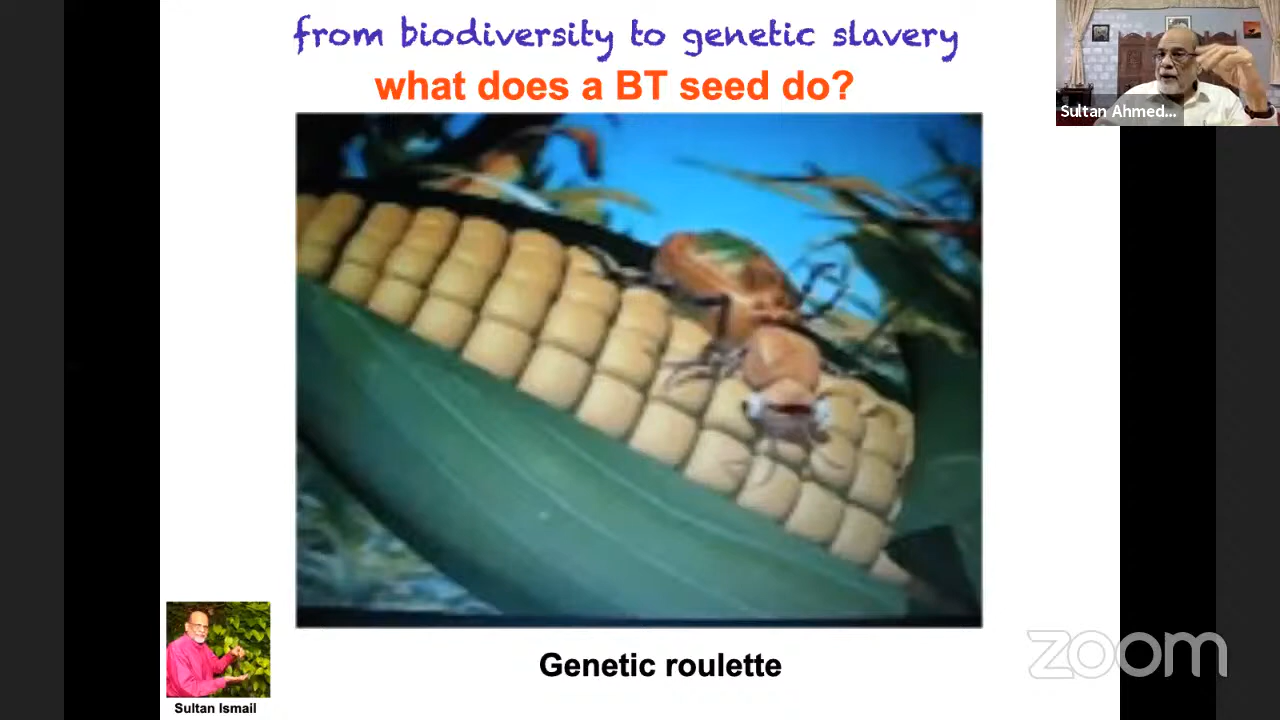 from biodiversity to genetic slavery
what does a BT seed do?
Sultan Ahmed...
Genetic roulette
zoom
Sultan Ismail